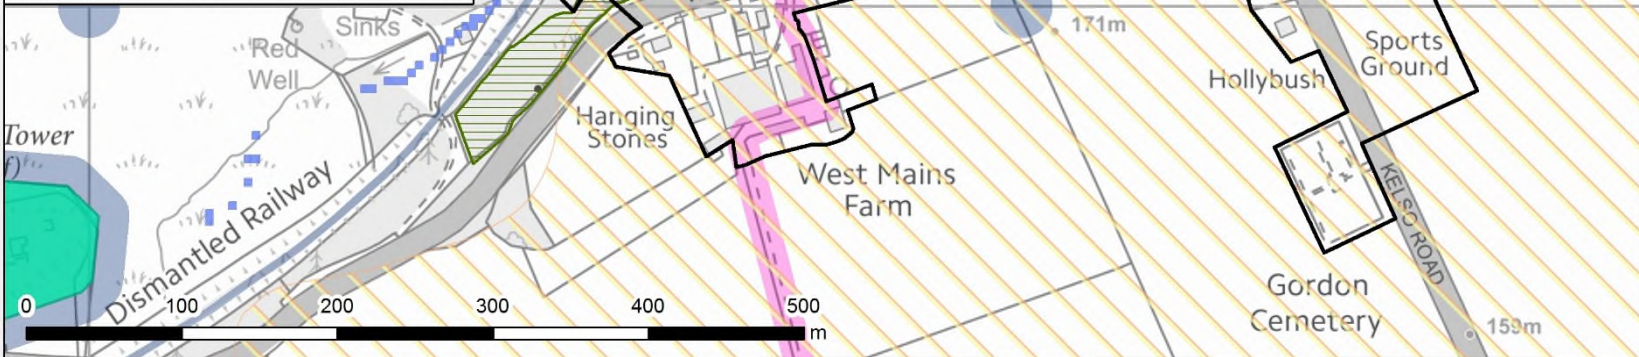 Sinks
Red
Well
171m
Sports
Ground
Hollybush
Hanging
Stones
Tower
f)
West Mains
Farm
Dismantled Railway
KELSO ROAD
Gordon
Cemetery
159m
0 100 200 300 400 500
m